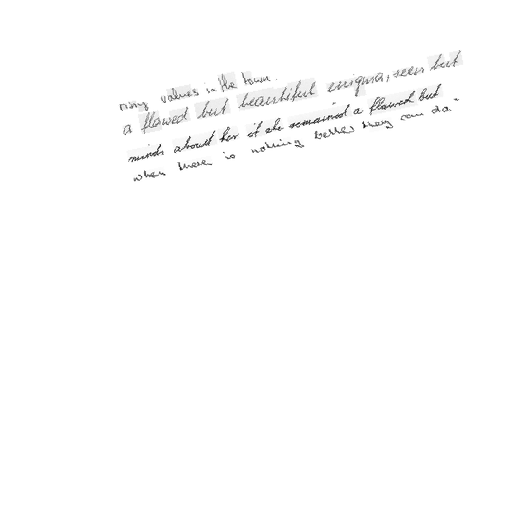 rising values in the town.
a flawed but beautiful enigma, seen but
minds about her if she remained a flawed but
when there is nothing better they can do."